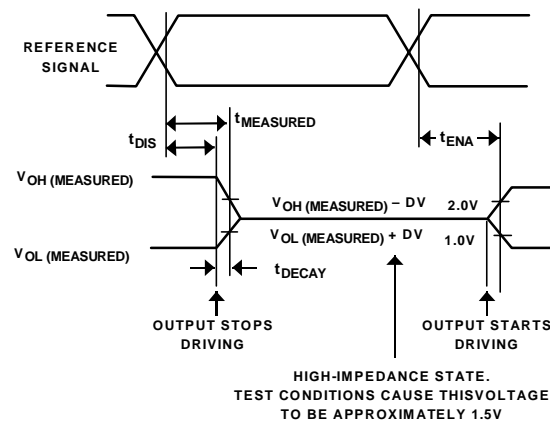 REFERENCE
SIGNAL
tMEASURED
tDIS
tENA
VOH (MEASURED)
VOH (MEASURED) – DV 2.0V
VOL (MEASURED) + DV 1.0V
VOL (MEASURED)
tDECAY
OUTPUT STOPS
DRIVING
OUTPUT STARTS
DRIVING
HIGH-IMPEDANCE STATE.
TEST CONDITIONS CAUSE THISVOLTAGE
TO BE APPROXIMATELY 1.5V